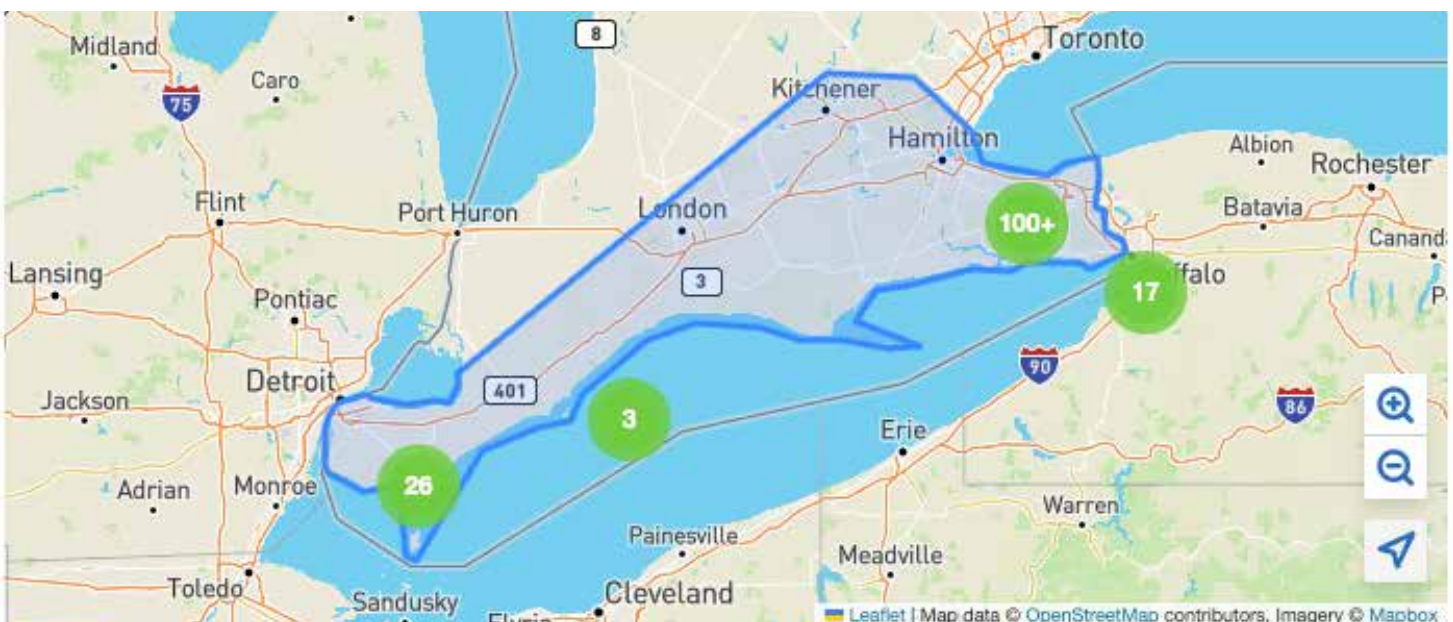 8
Midland
Toronto
Caro
Kitchener
75
Hamilton
Albion
Rochester
Flint
Port Huron
London
Batavia
100+
Canand
Lansing
3
Pontiac
ffalo
17
P
Detroit
401
90
Jackson
86
3
Erie
26
Adrian
Monroe
Warren
Painesville
Meadville
Toledo
Sandusky
Cleveland
Elyria
Leaflet | Map data © OpenStreetMap contributors, Imagery © Mapbox